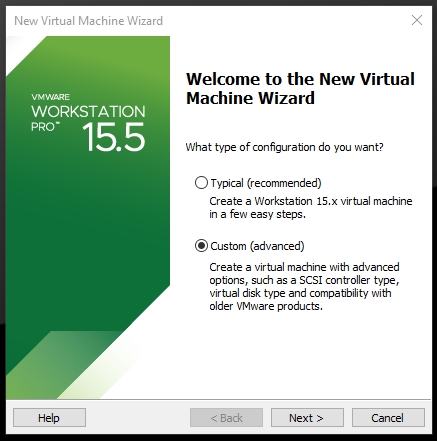 New Virtual Machine Wizard
VMWARE
WORKSTATION
PRO™
15.5
Welcome to the New Virtual
Machine Wizard
What type of configuration do you want?
Typical (recommended)
Create a Workstation 15.x virtual machine
in a few easy steps.
Custom (advanced)
Create a virtual machine with advanced
options, such as a SCSI controller type,
virtual disk type and compatibility with
older VMware products.
Help
< Back
Next >
Cancel